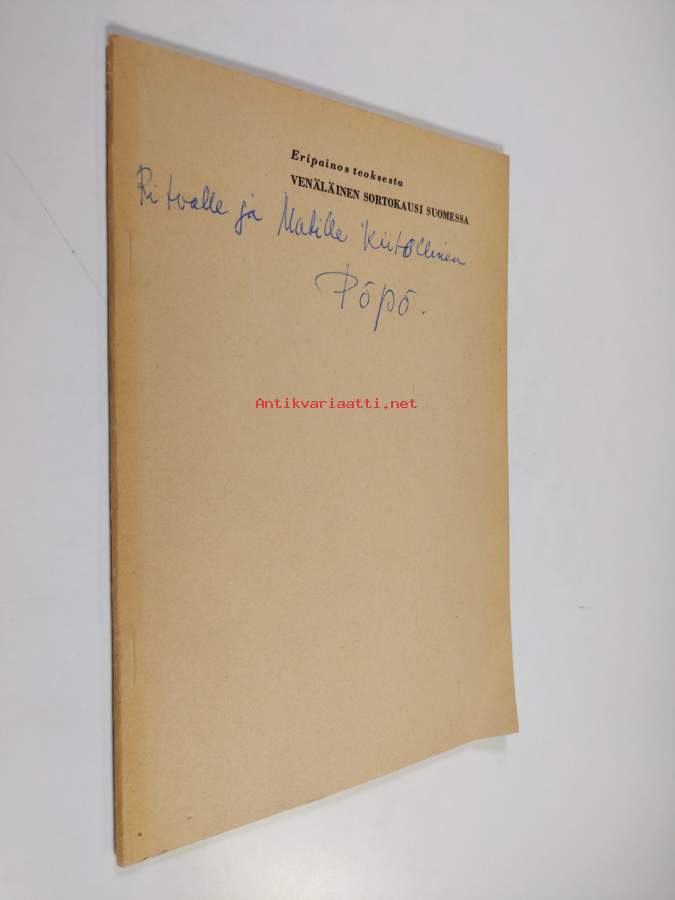 Eripainos teoksesta
VENÄLÄINEN SORTOKAUSI SUOMESSA
Ritvalle ja Matille Kiitollinen
Pöpö.
Antikvariaatti.net